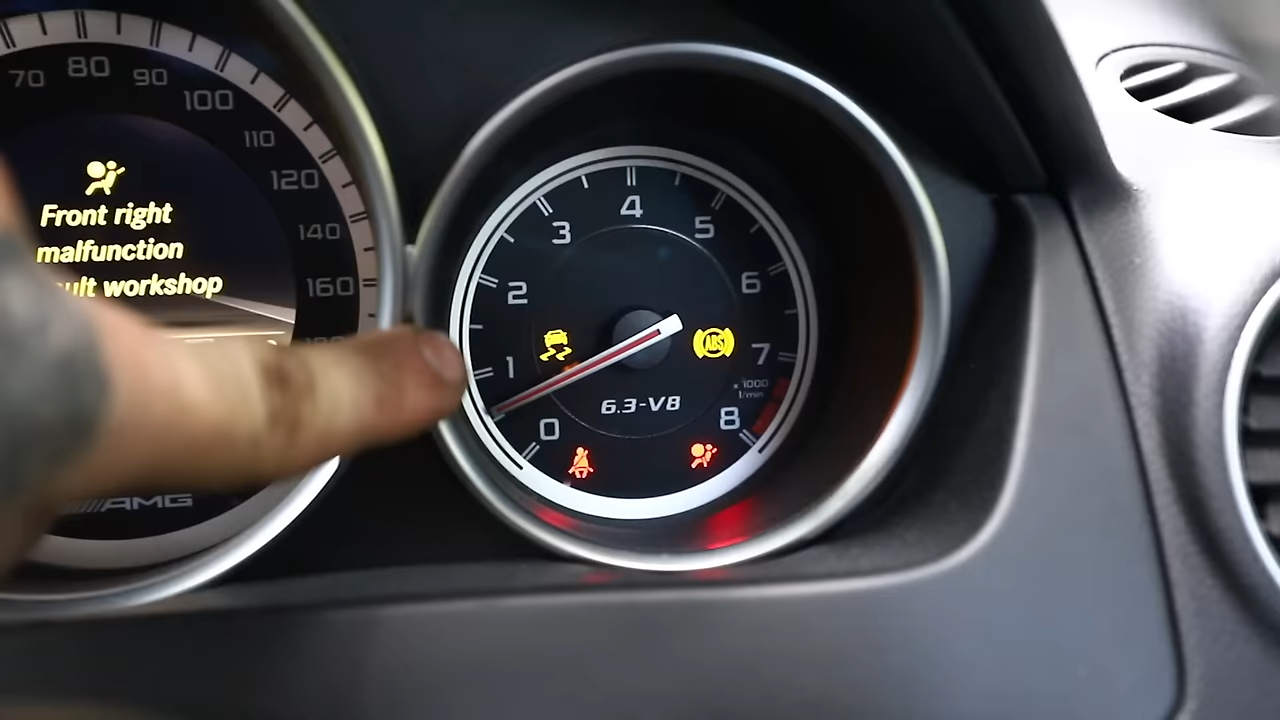 70 80 90 100 110 120 140 160
Front right
malfunction
workshop
AMG
0 1 2 3 4 5 6 7 8
x 1000
1/min
ABS
6.3-V8